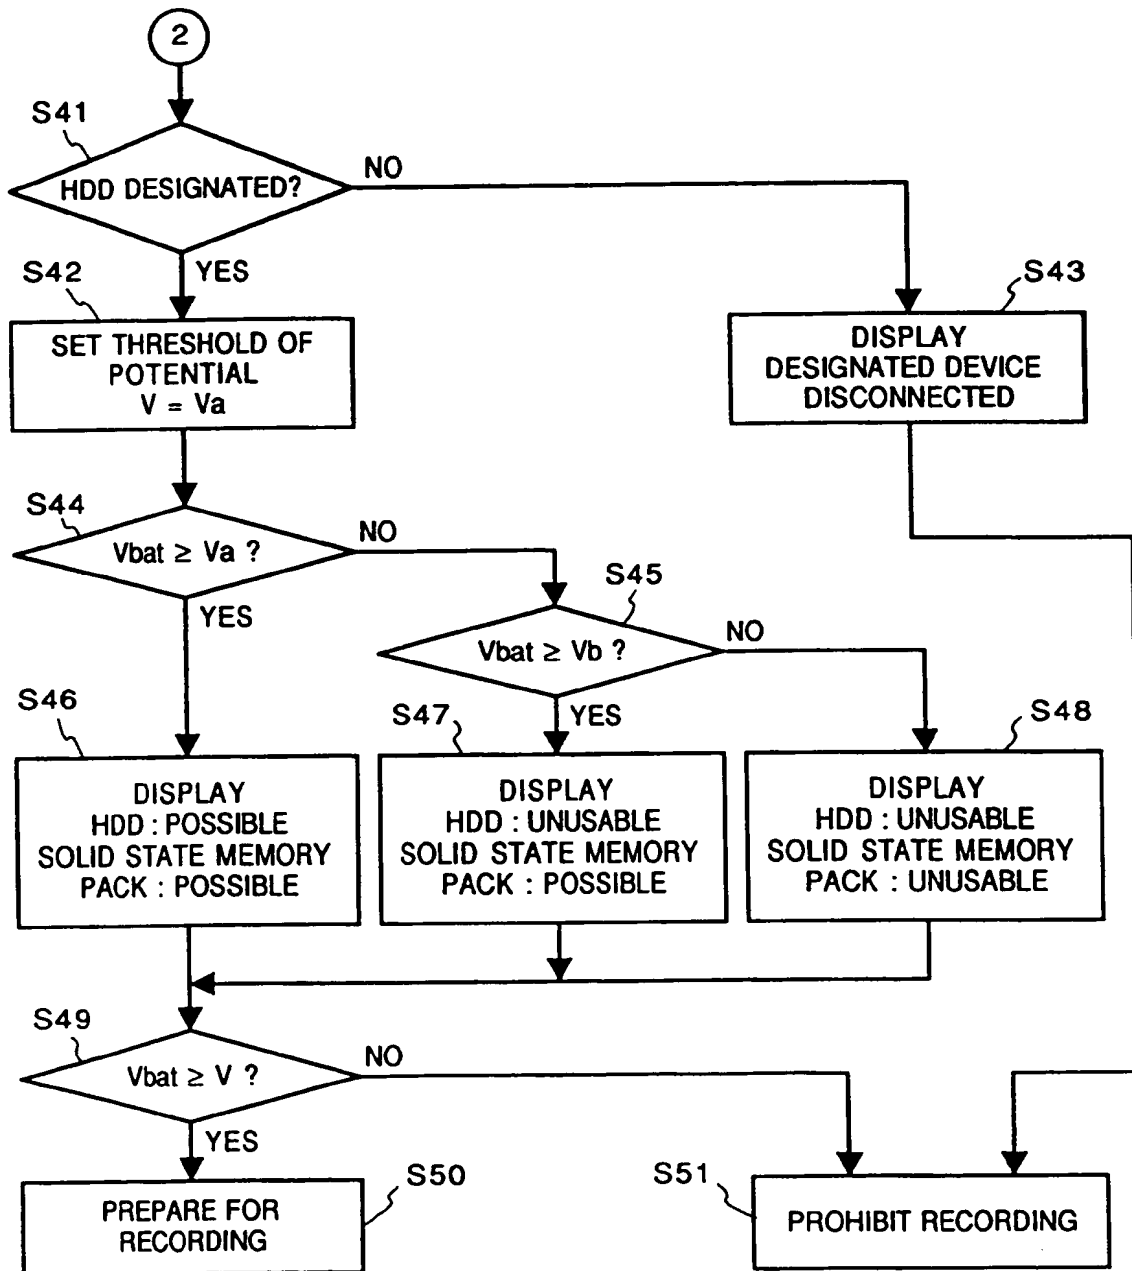 2
S41
HDD DESIGNATED?
NO
YES
S42
SET THRESHOLD OF
POTENTIAL
V = Va
S43
DISPLAY
DESIGNATED DEVICE
DISCONNECTED
S44
Vbat ≥ Va ?
NO
YES
S45
Vbat ≥ Vb ?
NO
YES
S46
DISPLAY
HDD : POSSIBLE
SOLID STATE MEMORY
PACK : POSSIBLE
S47
DISPLAY
HDD : UNUSABLE
SOLID STATE MEMORY
PACK : POSSIBLE
S48
DISPLAY
HDD : UNUSABLE
SOLID STATE MEMORY
PACK : UNUSABLE
S49
Vbat ≥ V ?
NO
YES
S50
PREPARE FOR
RECORDING
S51
PROHIBIT RECORDING